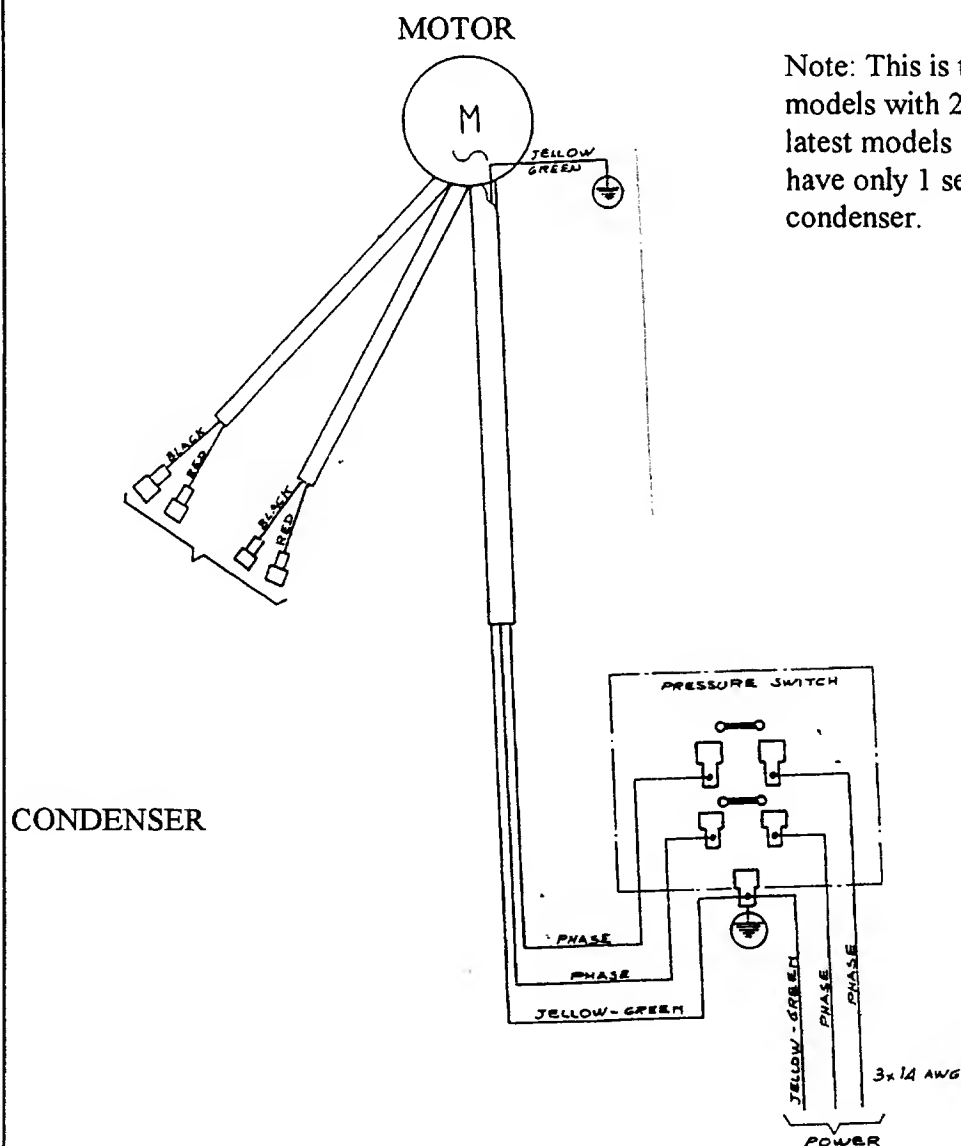 MOTOR
Note: This is
models with 2
latest models
have only 1
condenser.
M
JELLOW
GREEN
BLACK
RED
BLACK
RED
PRESSURE SWITCH
CONDENSER
PHASE
PHASE
JELLOW-GREEN
JELLOW-GREEN
PHASE
PHASE
3x14 AWG
POWER